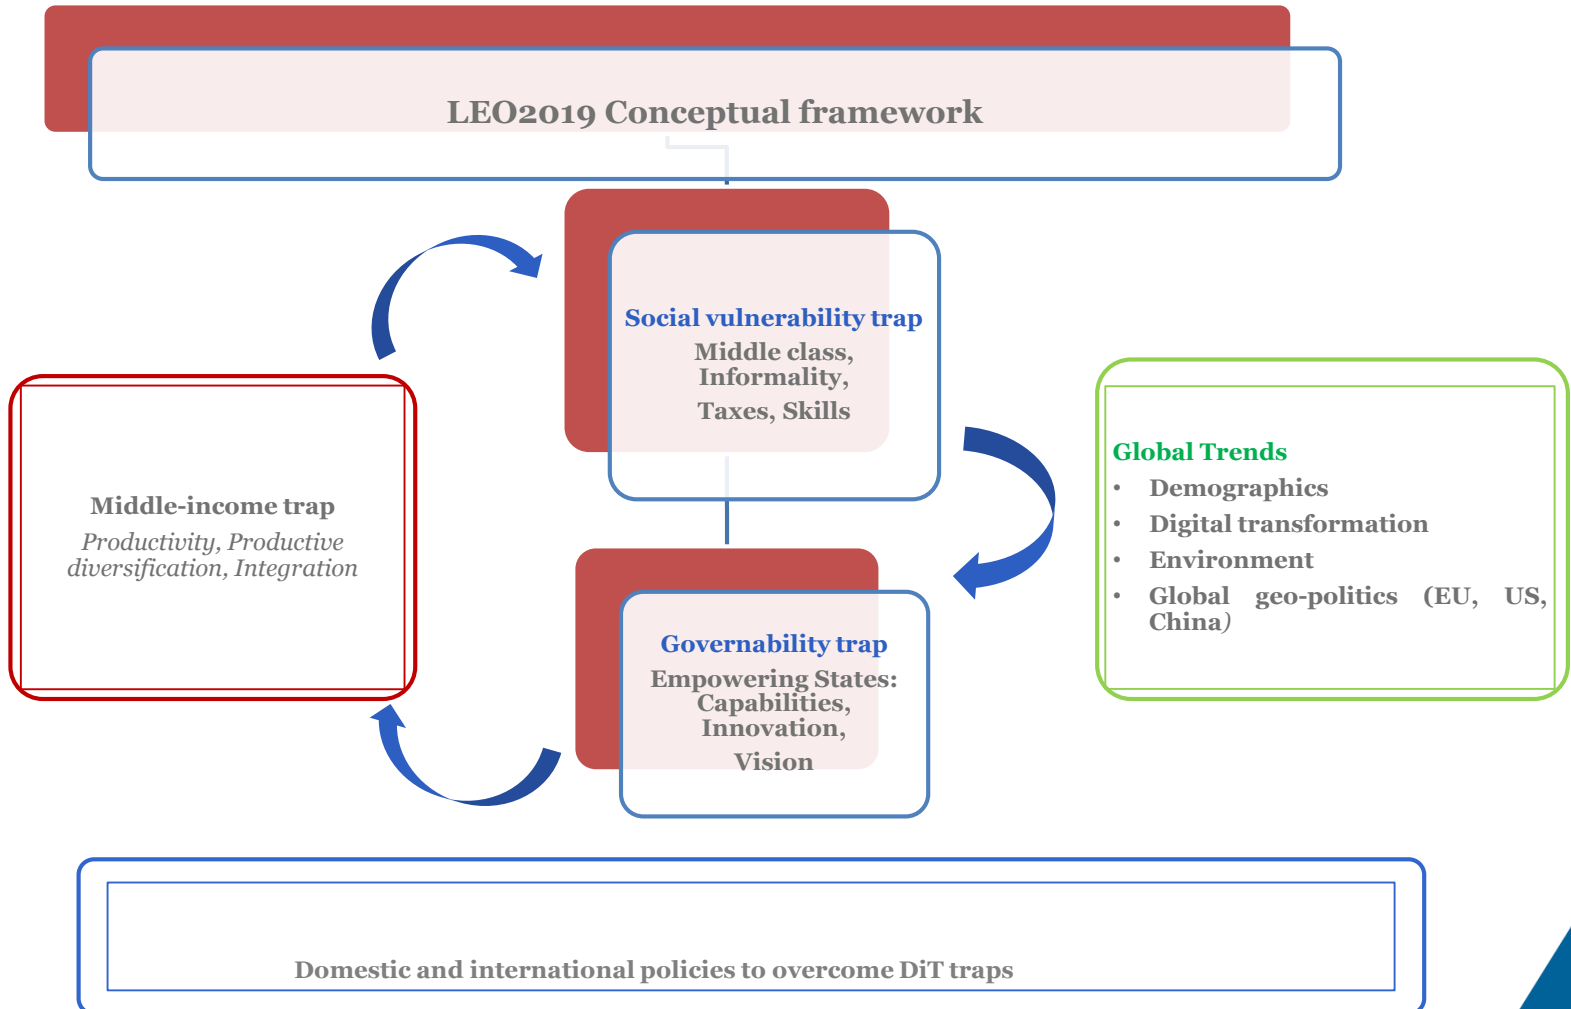 LEO2019 Conceptual framework
Social vulnerability trap
Middle class,
Informality,
Taxes, Skills
Middle-income trap
Productivity, Productive
diversification, Integration
Global Trends
• Demographics
• Digital transformation
• Environment
• Global geo-politics (EU, US,
China)
Governability trap
Empowering States:
Capabilities,
Innovation,
Vision
Domestic and international policies to overcome DiT traps